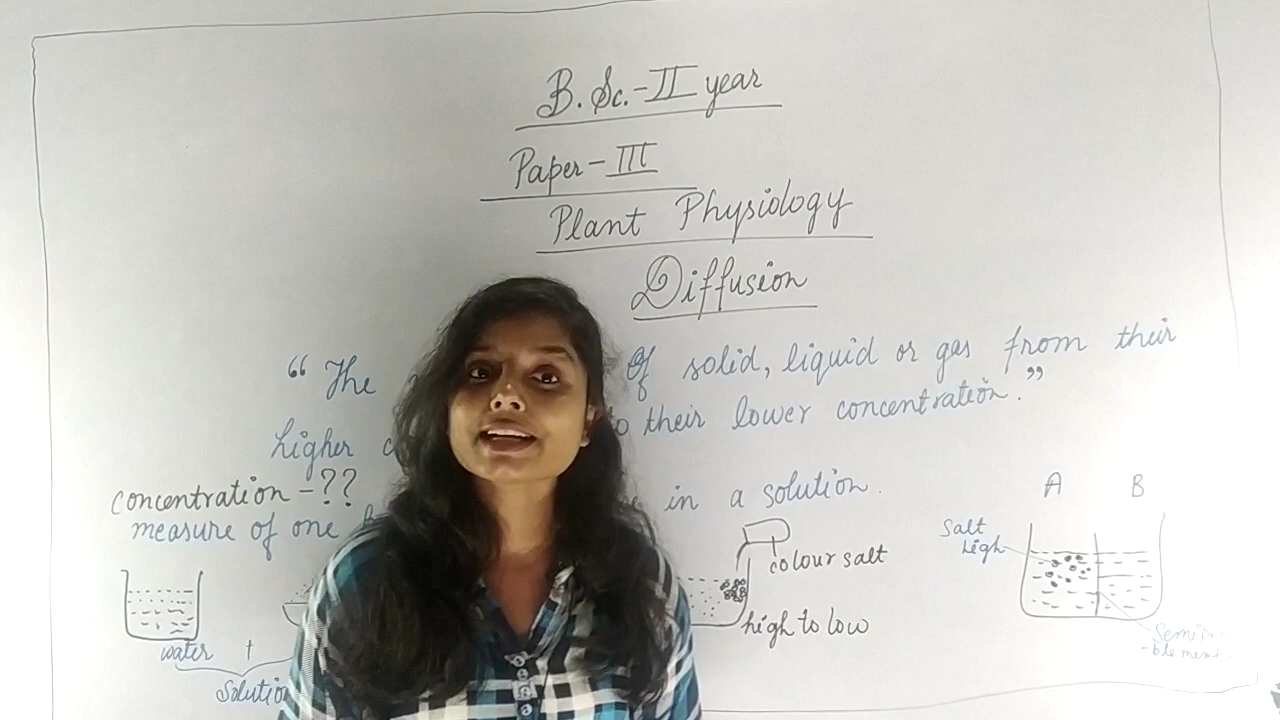 B. Sc. - II year
Paper - III
Plant Physiology
Diffusion
“ The Of solid, liquid or gas from their
higher to their lower concentration.”
concentration - ??
measure of one in a solution.
A B
Salt
high
colour salt
high to low
water +
Solution